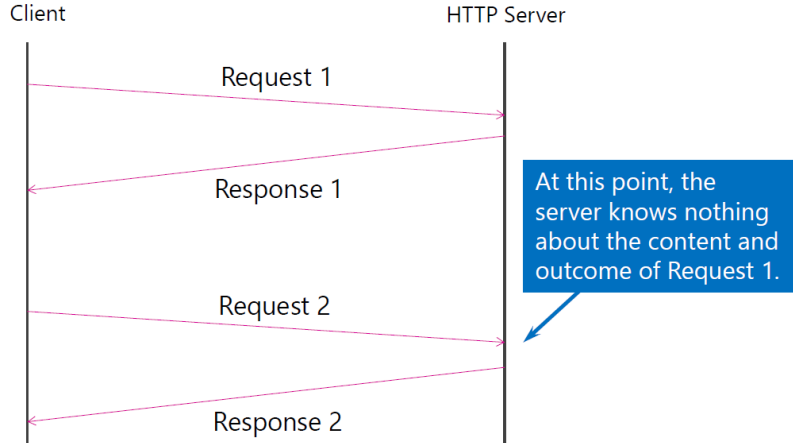 Client
HTTP Server
Request 1
Response 1
At this point, the
server knows nothing
about the content and
outcome of Request 1.
Request 2
Response 2